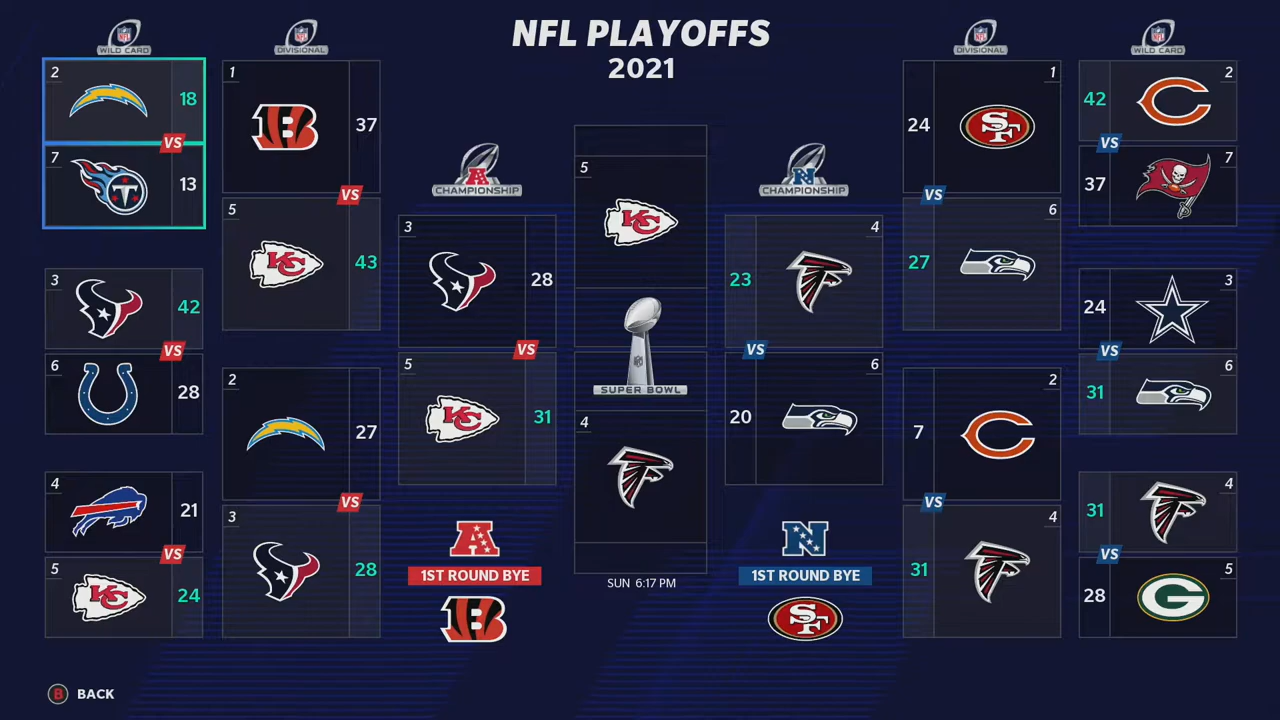 NFL PLAYOFFS
2021
WILD CARD
DIVISIONAL
DIVISIONAL
WILD CARD
2
18
VS
7
13
3
42
VS
6
28
4
21
VS
5
24
1
37
VS
5
43
2
27
VS
3
28
CHAMPIONSHIP
3
28
VS
5
31
1ST ROUND BYE
5
SUPER BOWL
4
SUN 6:17 PM
CHAMPIONSHIP
4
23
VS
6
20
1ST ROUND BYE
1
24
VS
6
27
2
7
VS
4
31
2
42
VS
7
37
3
24
VS
6
31
4
31
VS
5
28
B BACK